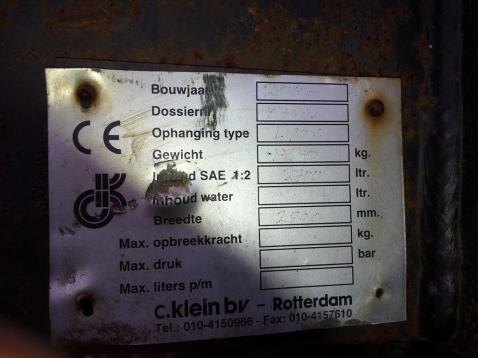 Bouwjaar
Dossiernr.
Ophanging type
CE
Gewicht kg.
Inhoud SAE 1:2 ltr.
Inhoud water ltr.
Breedte mm.
Max. opbreekkracht kg.
Max. druk bar
Max. liters p/m
c.klein bv - Rotterdam
Tel.: 010-4150966 - Fax: 010-4157610